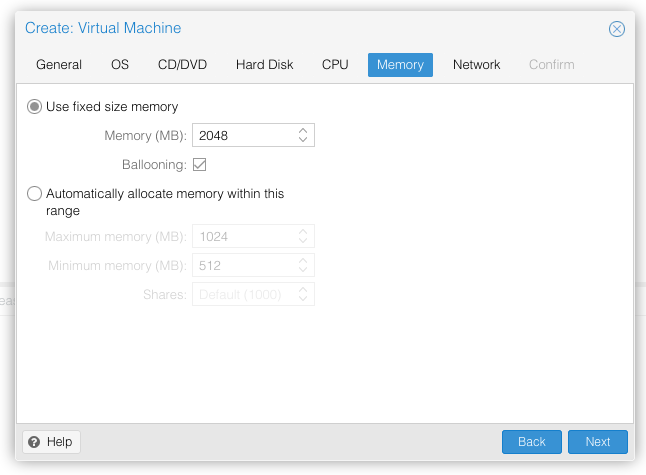 Create: Virtual Machine
General OS CD/DVD Hard Disk CPU Memory Network Confirm
Use fixed size memory
Memory (MB): 2048
Ballooning:
Automatically allocate memory within this
range
Maximum memory (MB): 1024
Minimum memory (MB): 512
Shares: Default (1000)
Help Back Next